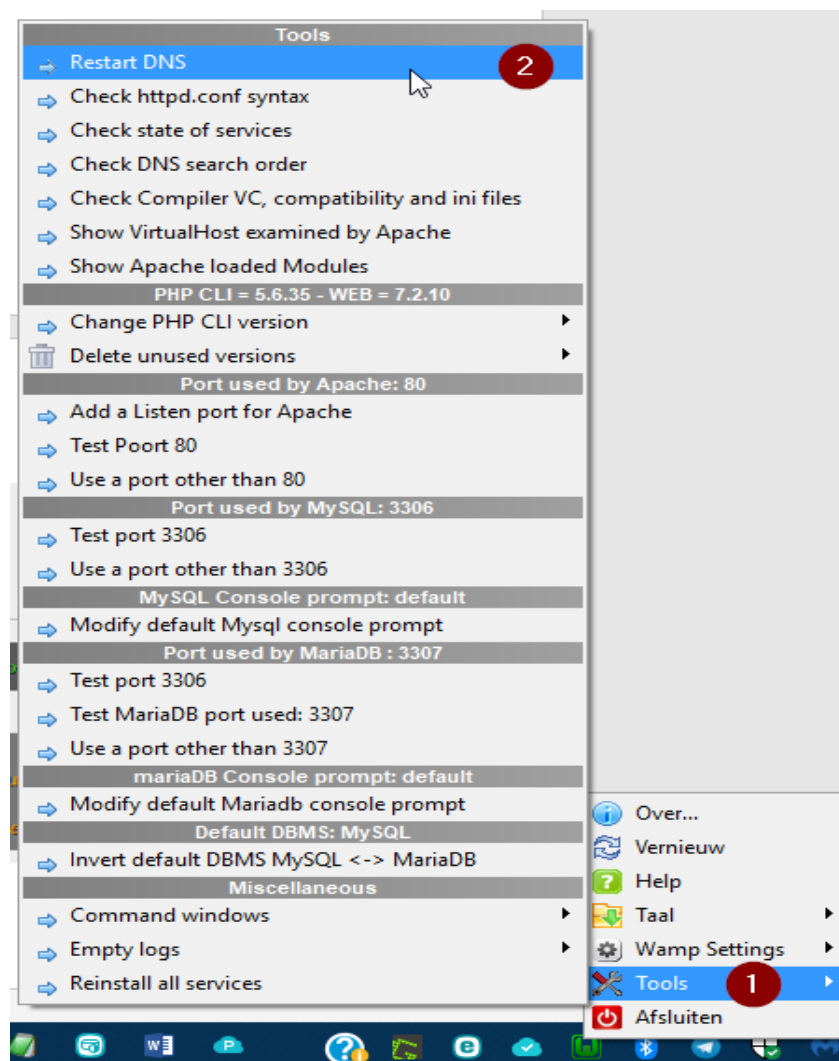 Tools
Restart DNS
2
Check httpd.conf syntax
Check state of services
Check DNS search order
Check Compiler VC, compatibility and ini files
Show VirtualHost examined by Apache
Show Apache loaded Modules
PHP CLI = 5.6.35 - WEB = 7.2.10
Change PHP CLI version
Delete unused versions
Port used by Apache: 80
Add a Listen port for Apache
Test Poort 80
Use a port other than 80
Port used by MySQL: 3306
Test port 3306
Use a port other than 3306
MySQL Console prompt: default
Modify default Mysql console prompt
Port used by MariaDB : 3307
Test port 3306
Test MariaDB port used: 3307
Use a port other than 3307
mariaDB Console prompt: default
Modify default Mariadb console prompt
Default DBMS: MySQL
Invert default DBMS MySQL <-> MariaDB
Miscellaneous
Command windows
Empty logs
Reinstall all services
Over...
Vernieuw
Help
Taal
Wamp Settings
Tools
1
Afsluiten